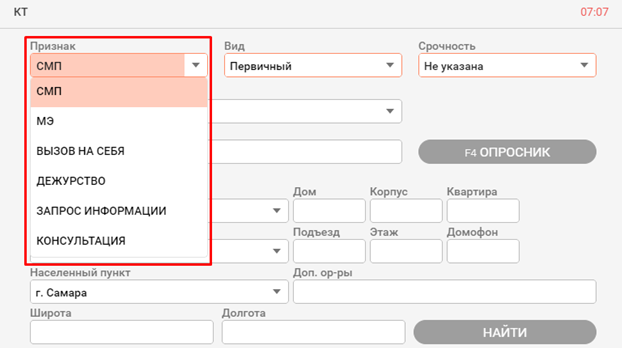 КТ 07:07
Признак Вид Срочность
СМП Первичный Не указана
СМП
МЭ
ВЫЗОВ НА СЕБЯ F4 ОПРОСНИК
ДЕЖУРСТВО
Дом Корпус Квартира
ЗАПРОС ИНФОРМАЦИИ
Подъезд Этаж Домофон
КОНСУЛЬТАЦИЯ
Населенный пункт Доп. ор-ры
г. Самара
Широта Долгота
НАЙТИ